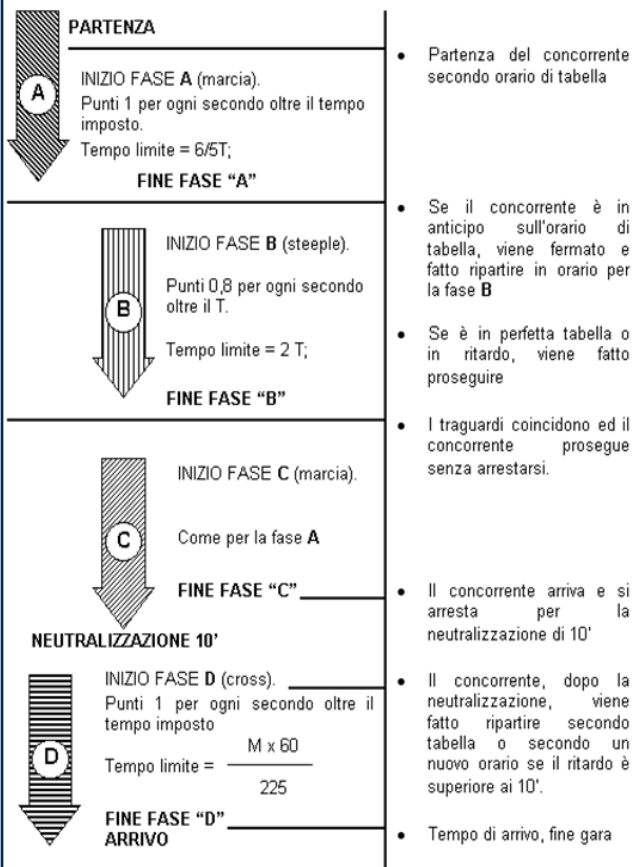 PARTENZA
A
INIZIO FASE A (marcia).
Punti 1 per ogni secondo oltre il tempo
imposto.
Tempo limite = 6/5T;
FINE FASE “A”
B
INIZIO FASE B (steeple).
Punti 0,8 per ogni secondo
oltre il T.
Tempo limite = 2 T;
FINE FASE “B”
C
INIZIO FASE C (marcia).
Come per la fase A
FINE FASE “C”
NEUTRALIZZAZIONE 10’
D
INIZIO FASE D (cross).
Punti 1 per ogni secondo oltre il
tempo imposto
M x 60
Tempo limite =
225
FINE FASE “D”
ARRIVO
• Partenza del concorrente
secondo orario di tabella
• Se il concorrente è in
anticipo sull'orario di
tabella, viene fermato e
fatto ripartire in orario per
la fase B
• Se è in perfetta tabella o
in ritardo, viene fatto
proseguire
• I traguardi coincidono ed il
concorrente prosegue
senza arrestarsi.
• Il concorrente arriva e si
arresta per la
neutralizzazione di 10’
• Il concorrente, dopo la
neutralizzazione, viene
fatto ripartire secondo
tabella o secondo un
nuovo orario se il ritardo è
superiore ai 10’.
• Tempo di arrivo, fine gara